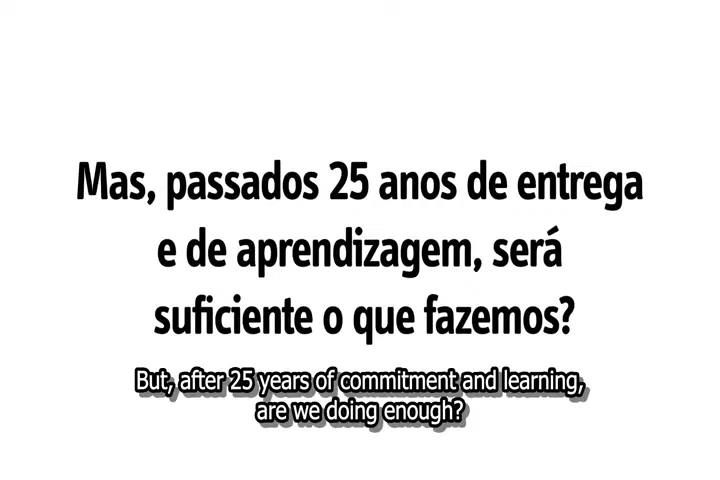 Mas, passados 25 anos de entrega
e de aprendizagem, será
suficiente o que fazemos?
But, after 25 years of commitment and learning,
are we doing enough?